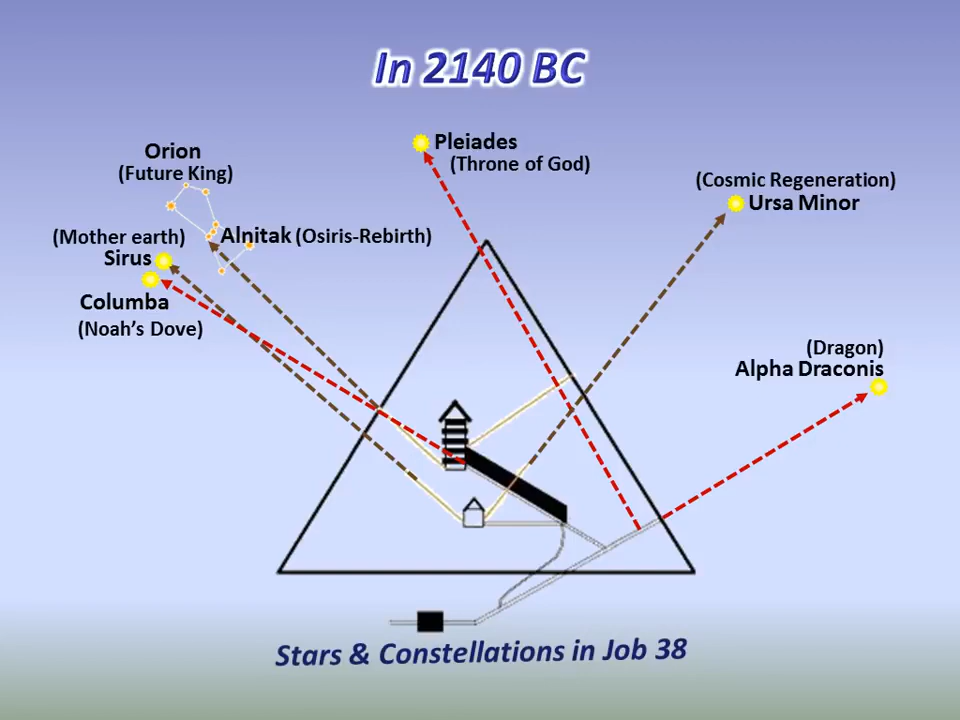 In 2140 BC
Pleiades
(Throne of God)
Orion
(Future King)
(Cosmic Regeneration)
Ursa Minor
Alnitak (Osiris-Rebirth)
(Mother earth)
Sirus
Columba
(Noah's Dove)
(Dragon)
Alpha Draconis
Stars & Constellations in Job 38